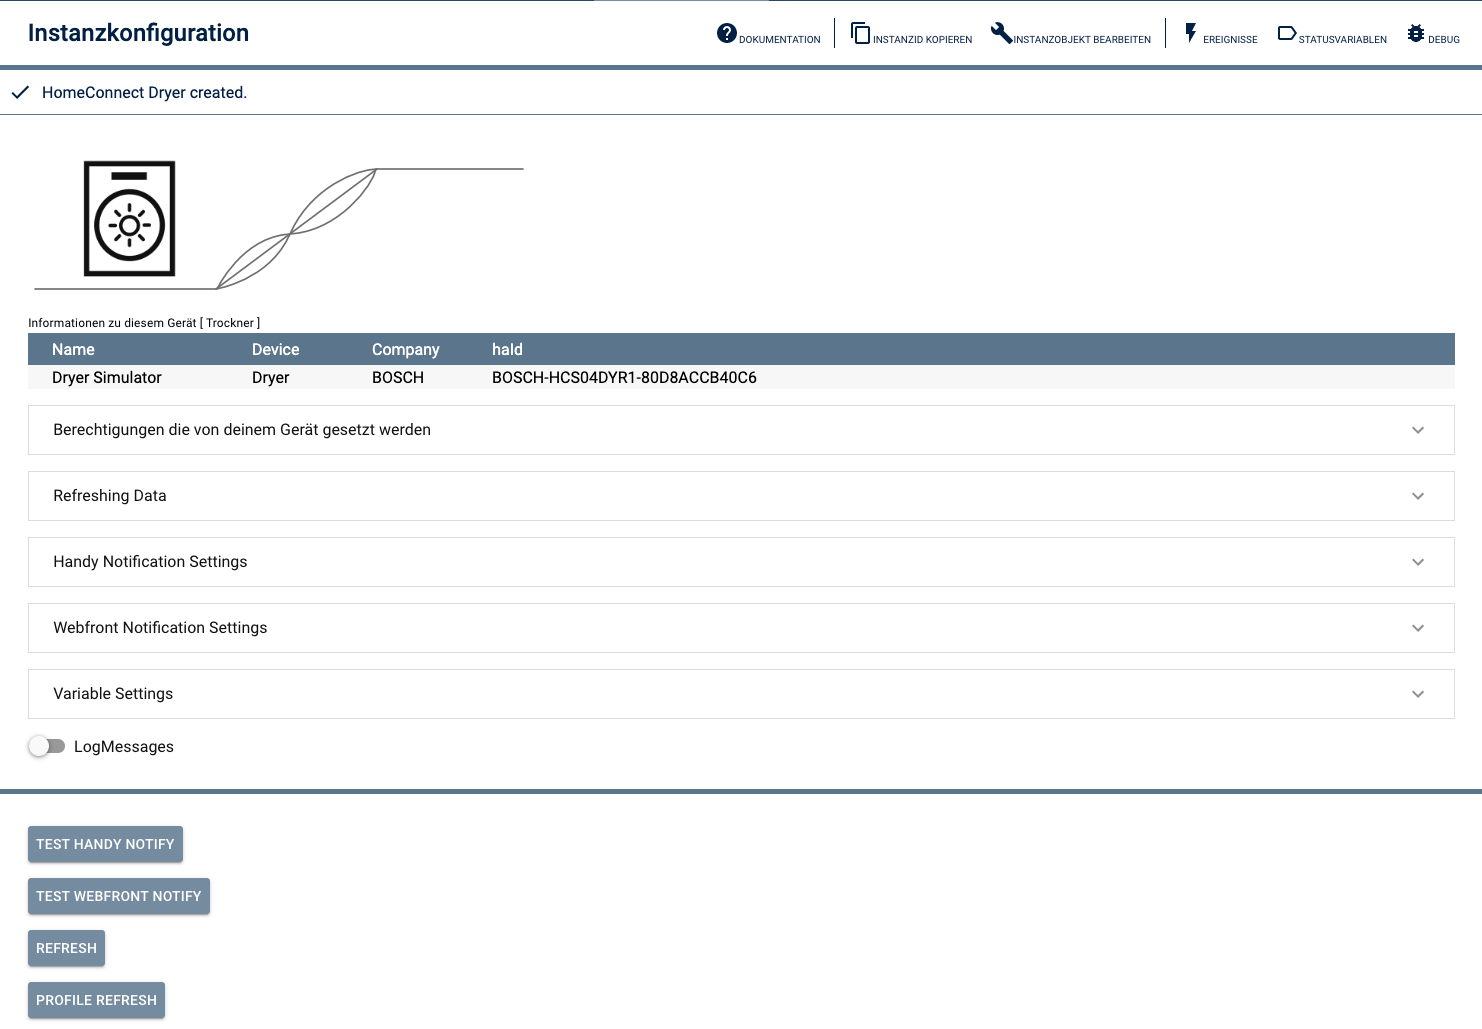 Instanzkonfiguration
DOKUMENTATION
INSTANZID KOPIEREN
INSTANZOBJEKT BEARBEITEN
EREIGNISSE
STATUSVARIABLEN
DEBUG
HomeConnect Dryer created.
Informationen zu diesem Gerät [ Trockner ]
Name Device Company haId
Dryer Simulator Dryer BOSCH BOSCH-HCS04DYR1-80D8ACCB40C6
Berechtigungen die von deinem Gerät gesetzt werden
Refreshing Data
Handy Notification Settings
Webfront Notification Settings
Variable Settings
LogMessages
TEST HANDY NOTIFY
TEST WEBFRONT NOTIFY
REFRESH
PROFILE REFRESH